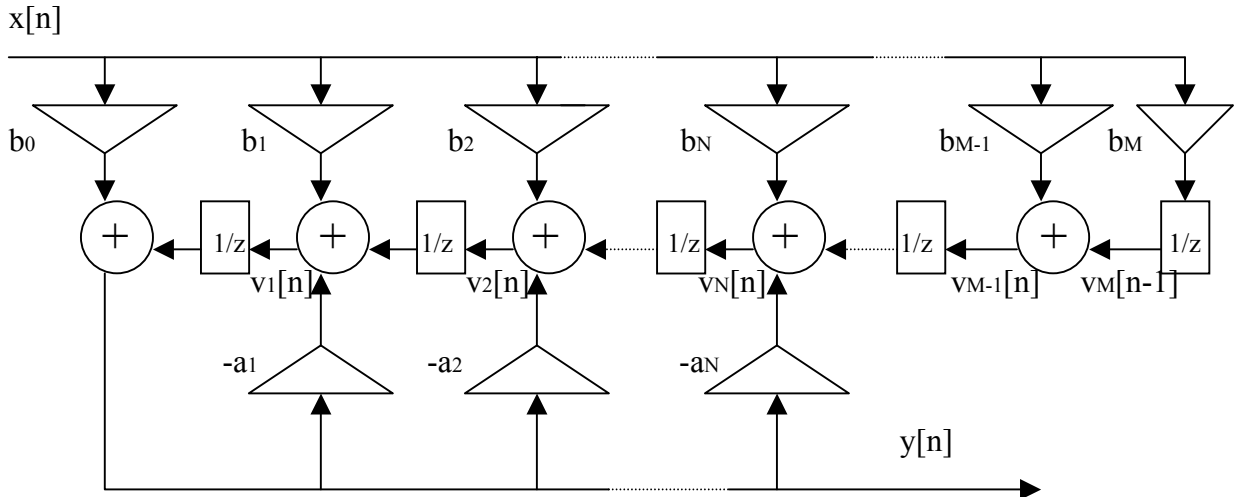 x[n]
b0 b1 b2 bN bM-1 bM
+ 1/z + 1/z + 1/z + 1/z + 1/z
v1[n] v2[n] vN[n] vM-1[n] vM[n-1]
-a1 -a2 -aN
y[n]